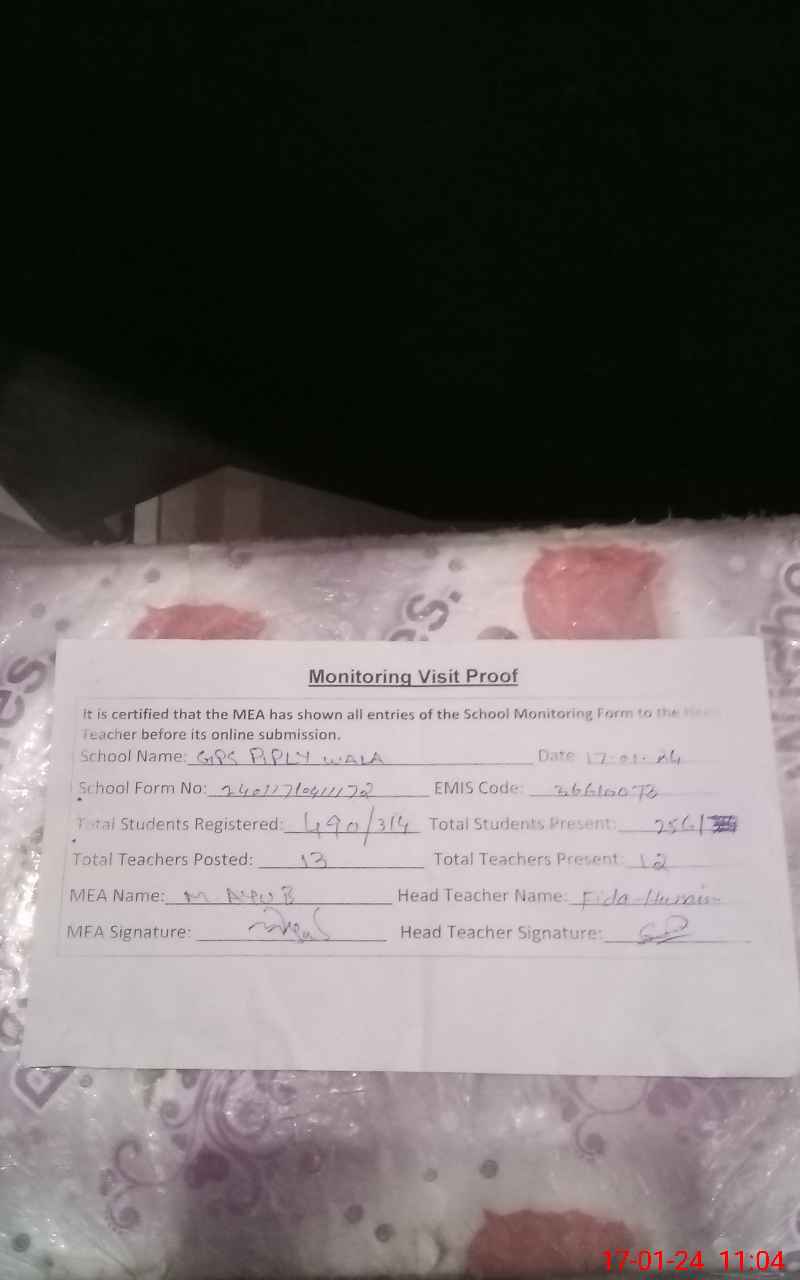 Monitoring Visit Proof
It is certified that the MEA has shown all entries of the School Monitoring Form to the Head
Teacher before its online submission.
School Name: GPS PIPLY WALA Date 17-01-24
School Form No: EMIS Code:
Total Students Registered: 490/314 Total Students Present: 256/
Total Teachers Posted: 13 Total Teachers Present: 12
MEA Name: M AYUB Head Teacher Name: Fida Hussain
MEA Signature: Head Teacher Signature:
17-01-24 11:04